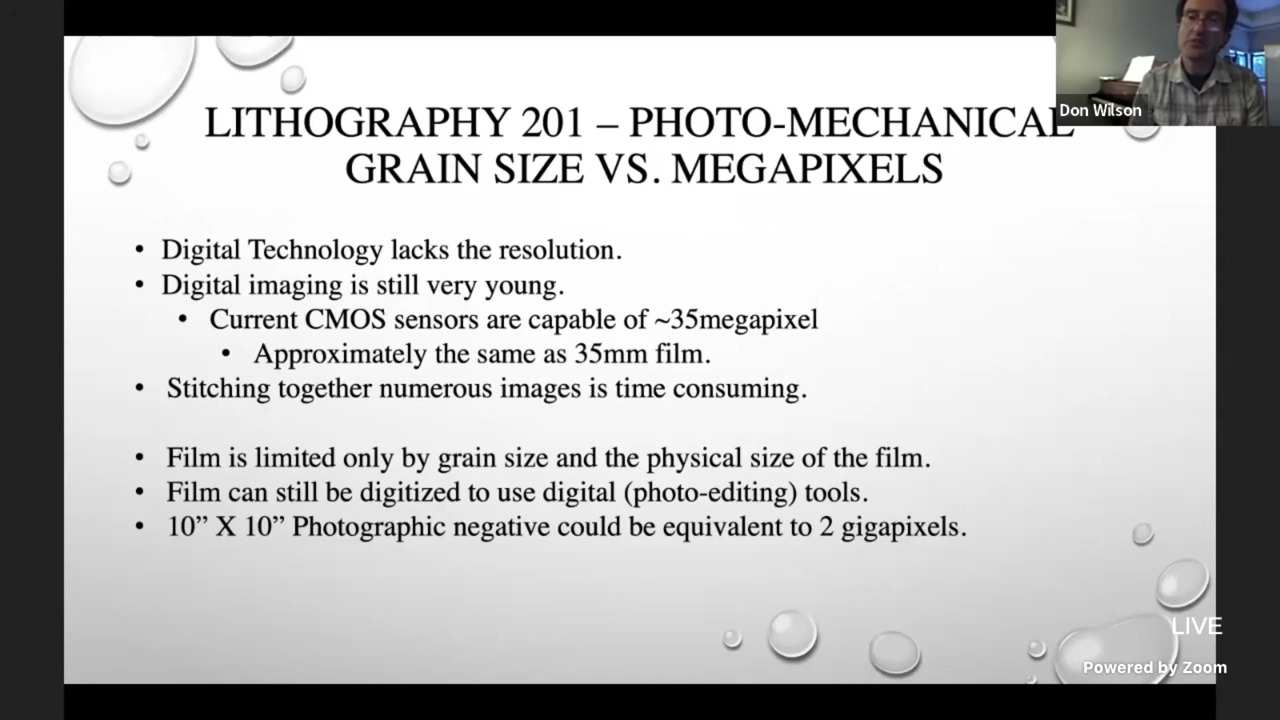 LITHOGRAPHY 201 – PHOTO-MECHANICAL
GRAIN SIZE VS. MEGAPIXELS
Don Wilson
• Digital Technology lacks the resolution.
• Digital imaging is still very young.
• Current CMOS sensors are capable of ~35megapixel
• Approximately the same as 35mm film.
• Stitching together numerous images is time consuming.
• Film is limited only by grain size and the physical size of the film.
• Film can still be digitized to use digital (photo-editing) tools.
• 10” X 10” Photographic negative could be equivalent to 2 gigapixels.
LIVE
Powered by Zoom